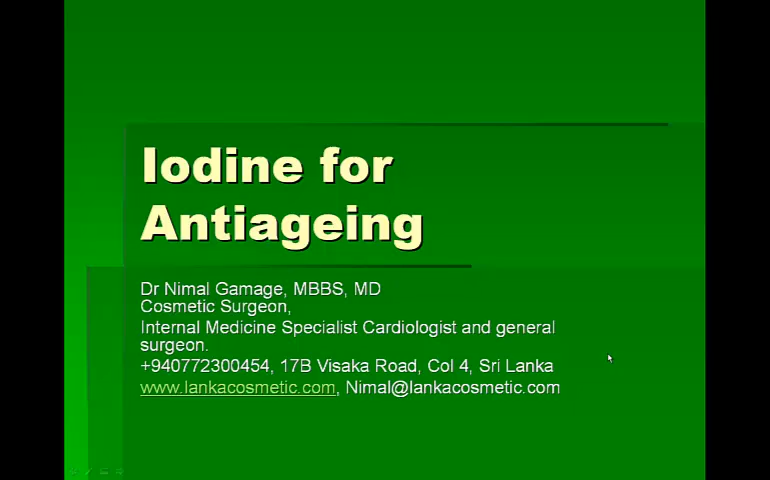 Iodine for
Antiageing
Dr Nimal Gamage, MBBS, MD
Cosmetic Surgeon,
Internal Medicine Specialist Cardiologist and general
surgeon.
+940772300454, 17B Visaka Road, Col 4, Sri Lanka
www.lankacosmetic.com, Nimal@lankacosmetic.com